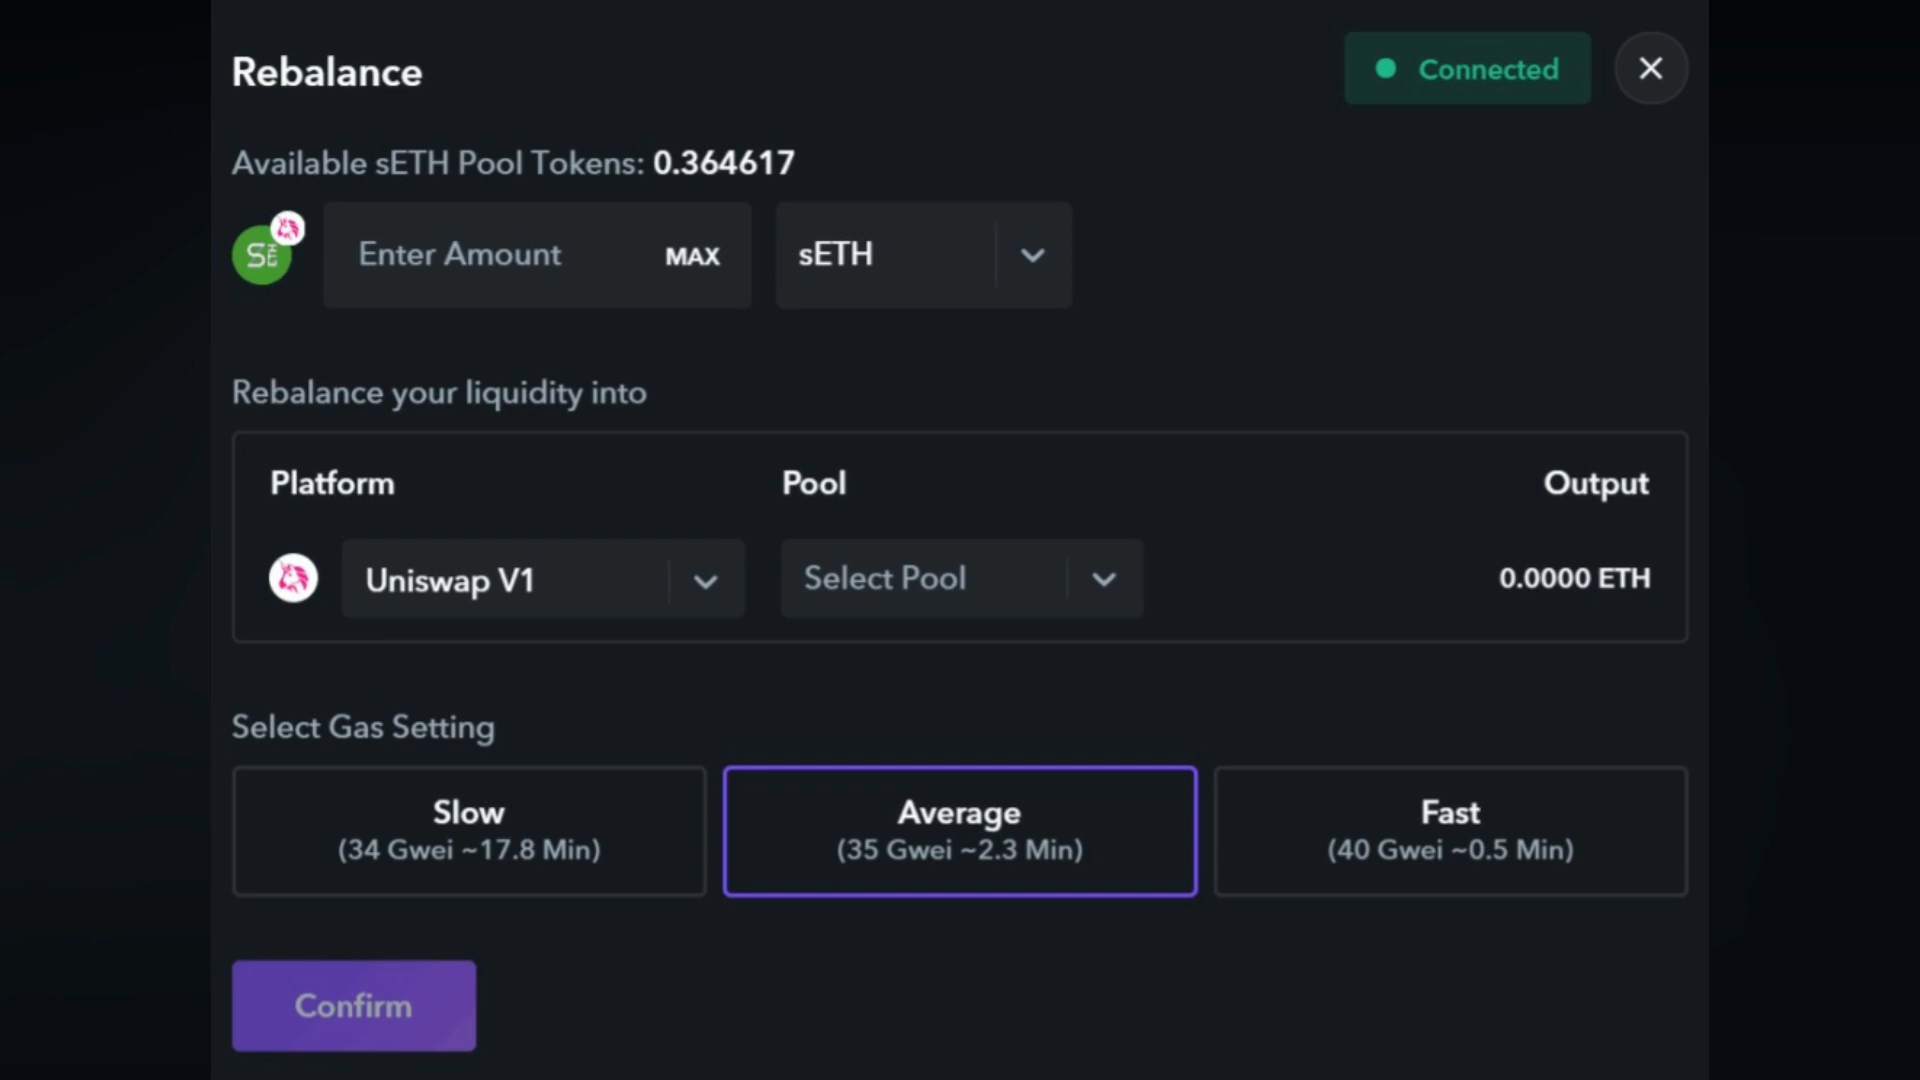 Rebalance
Connected
Available sETH Pool Tokens: 0.364617
Enter Amount MAX sETH
Rebalance your liquidity into
Platform Pool Output
Uniswap V1 Select Pool 0.0000 ETH
Select Gas Setting
Slow
(34 Gwei ~17.8 Min)
Average
(35 Gwei ~2.3 Min)
Fast
(40 Gwei ~0.5 Min)
Confirm